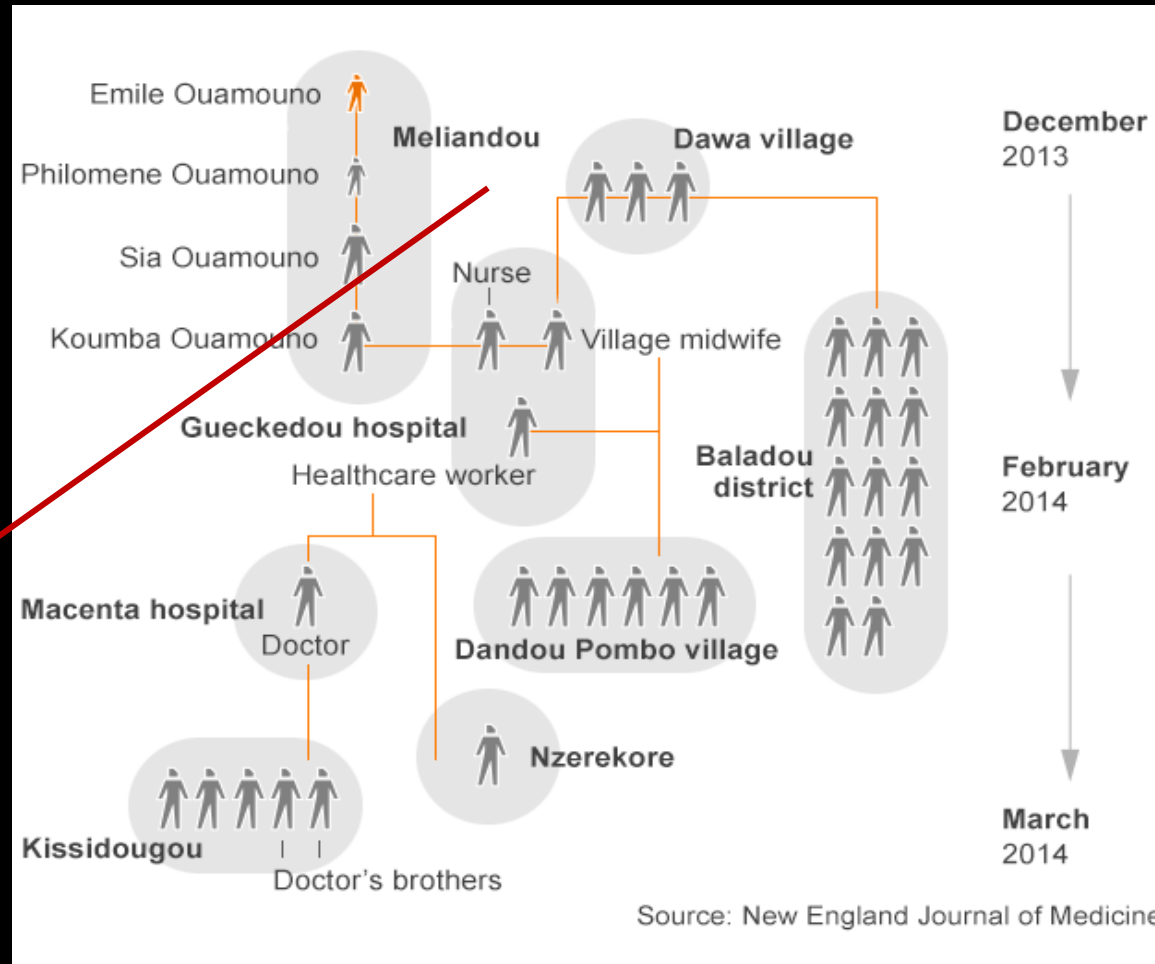 Emile Ouamouno
Philomene Ouamouno
Sia Ouamouno
Koumba Ouamouno
Meliandou
Dawa village
Nurse
Village midwife
Gueckedou hospital
Healthcare worker
Baladou
district
Macenta hospital
Doctor
Dandou Pombo village
Nzerekore
Kissidougou
Doctor's brothers
December
2013
February
2014
March
2014
Source: New England Journal of Medicine